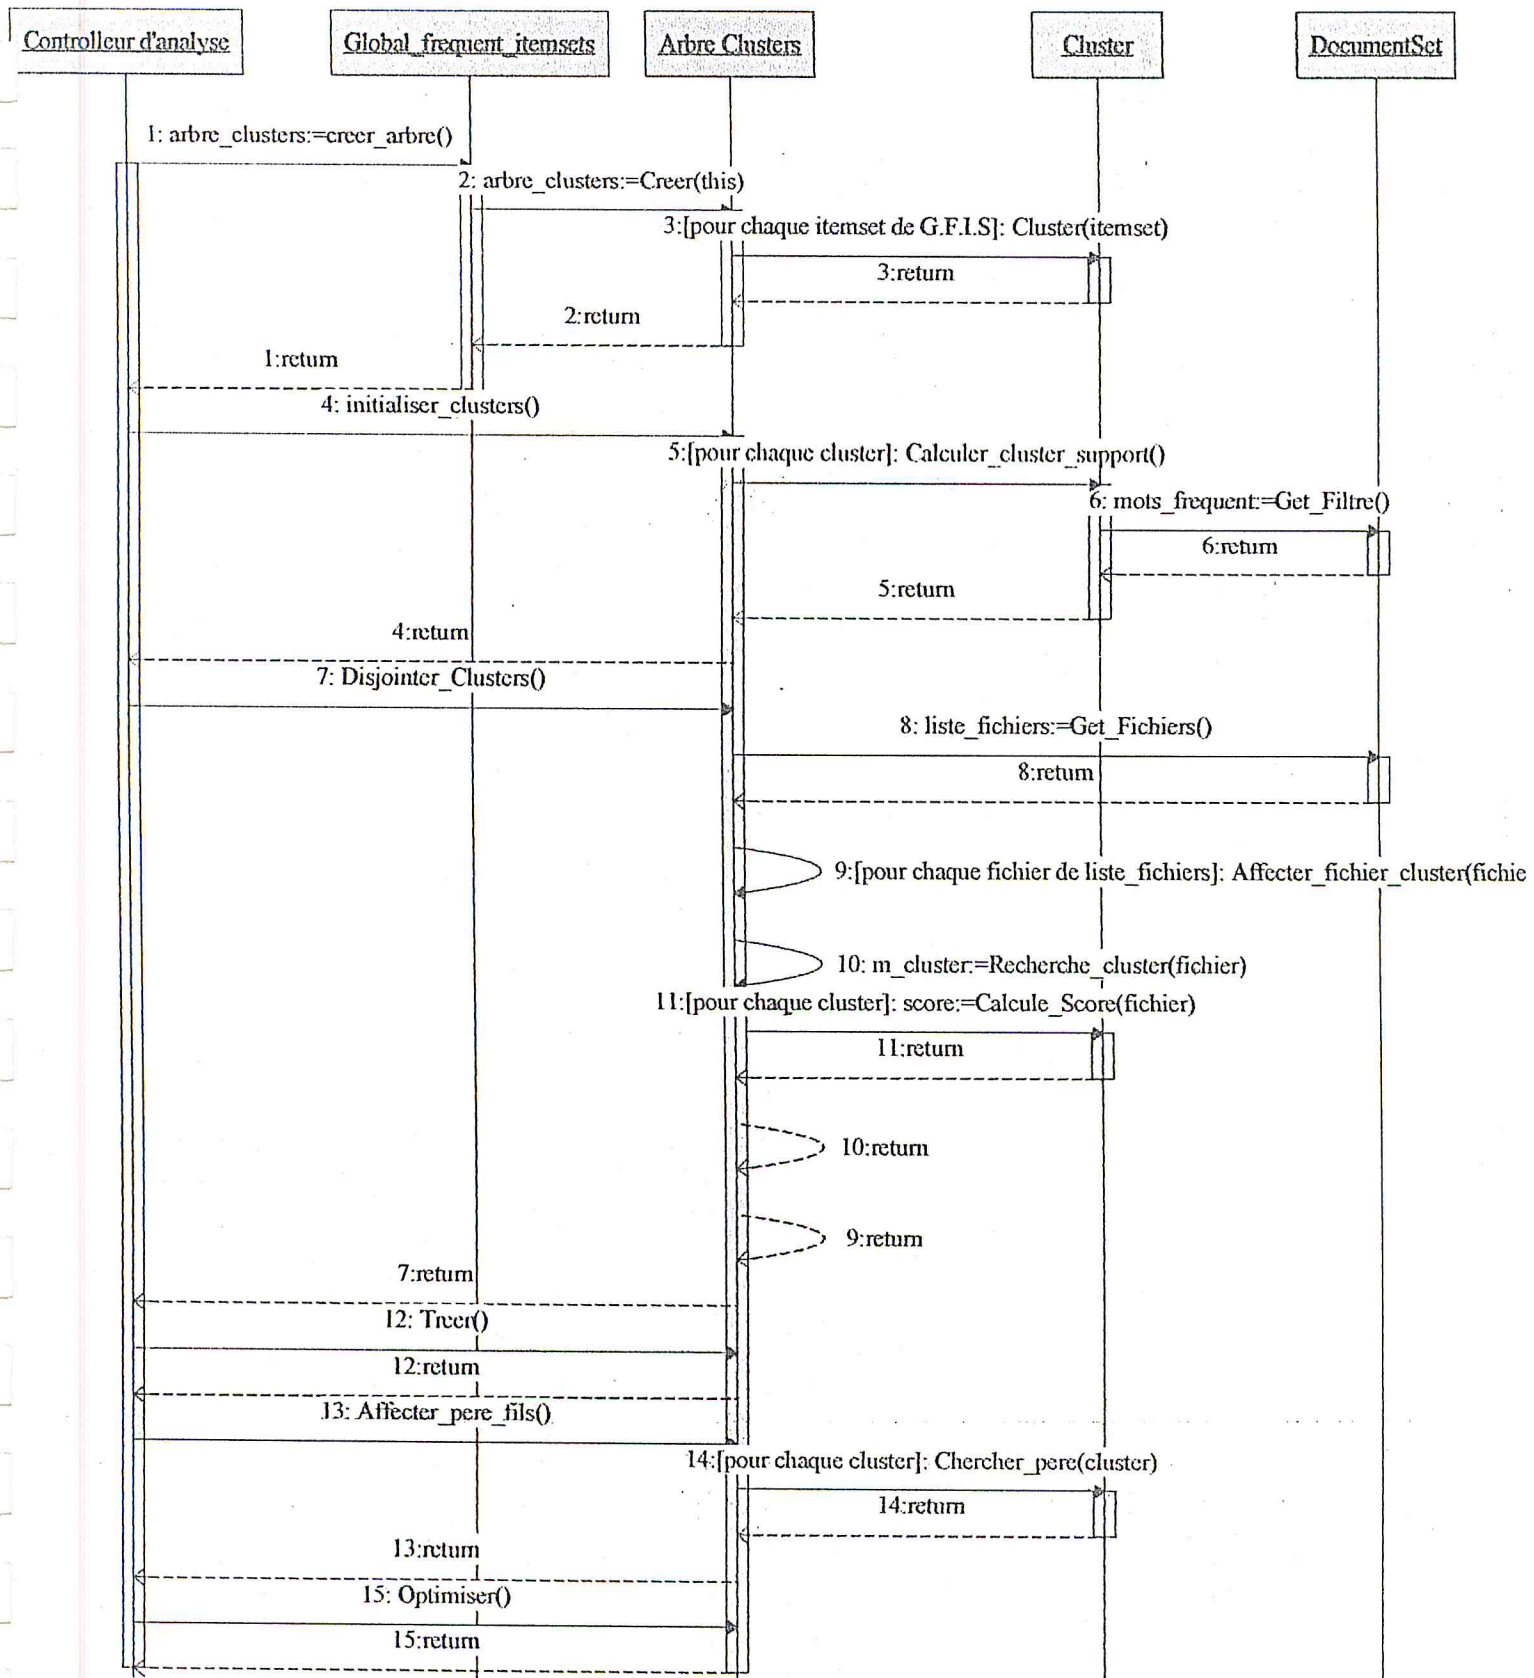 Controlleur d'analyse
Global_frequent_itemsets
Arbre Clusters
Cluster
DocumentSet
1: arbre_clusters:=creer_arbre()
2: arbre_clusters:=Creer(this)
3:[pour chaque itemset de G.F.I.S]: Cluster(itemset)
3:return
2:return
1:return
4: initialiser_clusters()
5:[pour chaque cluster]: Calculer_cluster_support()
6: mots_frequent:=Get_Filtre()
6:return
5:return
4:return
7: Disjointer_Clusters()
8: liste_fichiers:=Get_Fichiers()
8:return
9:[pour chaque fichier de liste_fichiers]: Affecter_fichier_cluster(fichie
10: m_cluster:=Recherche_cluster(fichier)
11:[pour chaque cluster]: score:=Calcule_Score(fichier)
11:return
10:return
9:return
7:return
12: Treer()
12:return
13: Affecter_pere_fils()
14:[pour chaque cluster]: Chercher_pere(cluster)
14:return
13:return
15: Optimiser()
15:return